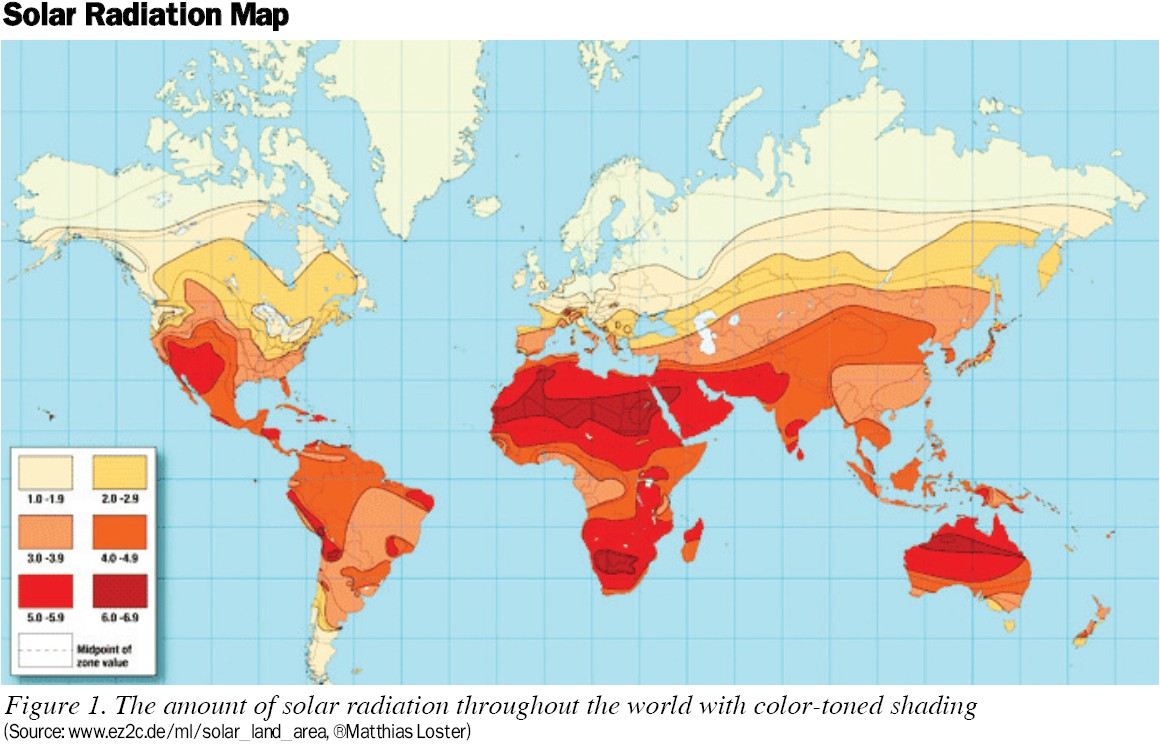 Solar Radiation Map
1.0 -1.9 2.0 -2.9
3.0 -3.9 4.0 -4.9
5.0 -5.9 6.0 -6.9
Midpoint of
zone value
Figure 1. The amount of solar radiation throughout the world with color-toned shading
(Source: www.ez2c.de/ml/solar_land_area, ®Matthias Loster)